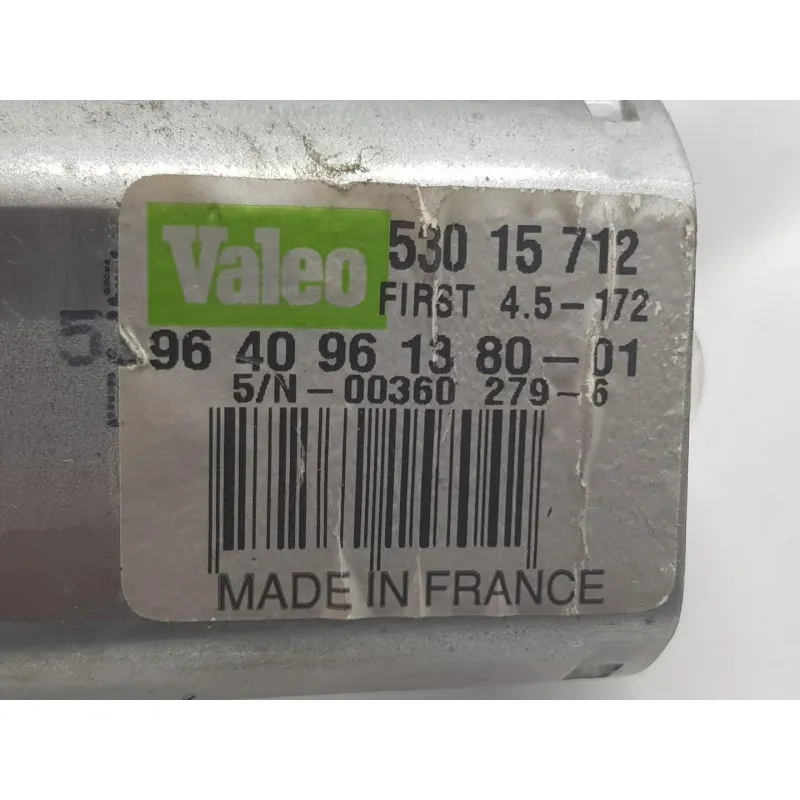 Valeo 530 15 712
FIRST 4.5-172
96 40 96 13 80-01
S/N-00360 279-6
MADE IN FRANCE